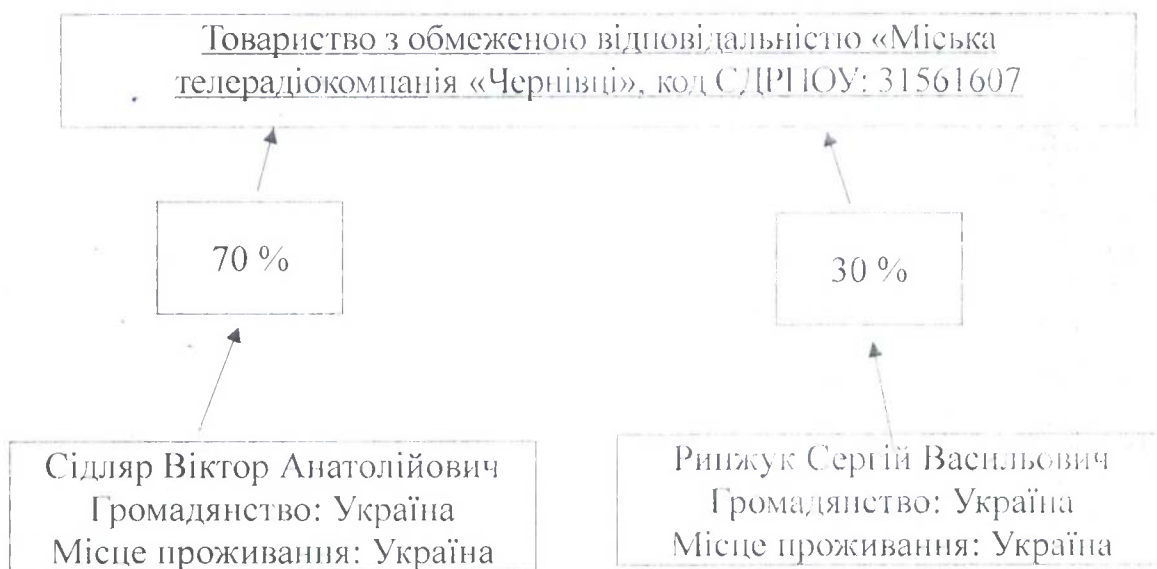 Товариство з обмеженою відповідальністю «Міська
телерадіокомпанія «Чернівці», код ЄДРПОУ: 31561607
70 %
30 %
Сідляр Віктор Анатолійович
Громадянство: Україна
Місце проживання: Україна
Ринжук Сергій Васильович
Громадянство: Україна
Місце проживання: Україна